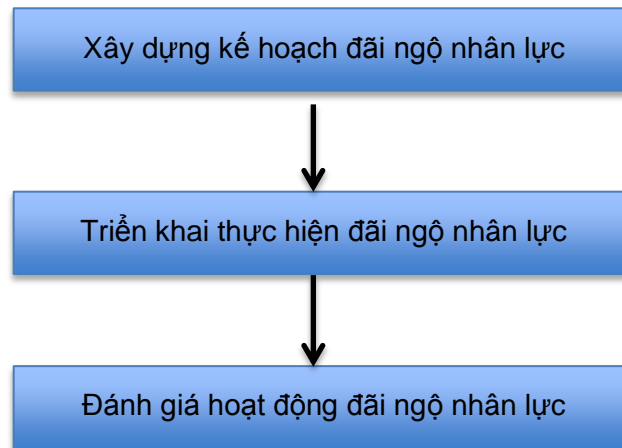 Xây dựng kế hoạch đãi ngộ nhân lực
Triển khai thực hiện đãi ngộ nhân lực
Đánh giá hoạt động đãi ngộ nhân lực